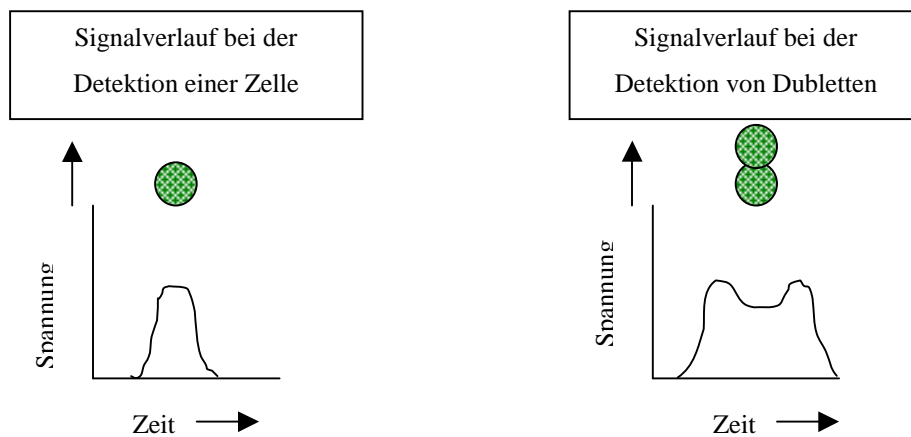 Signalverlauf bei der
Detektion einer Zelle
Spannung
Zeit
Signalverlauf bei der
Detektion von Dubletten
Spannung
Zeit